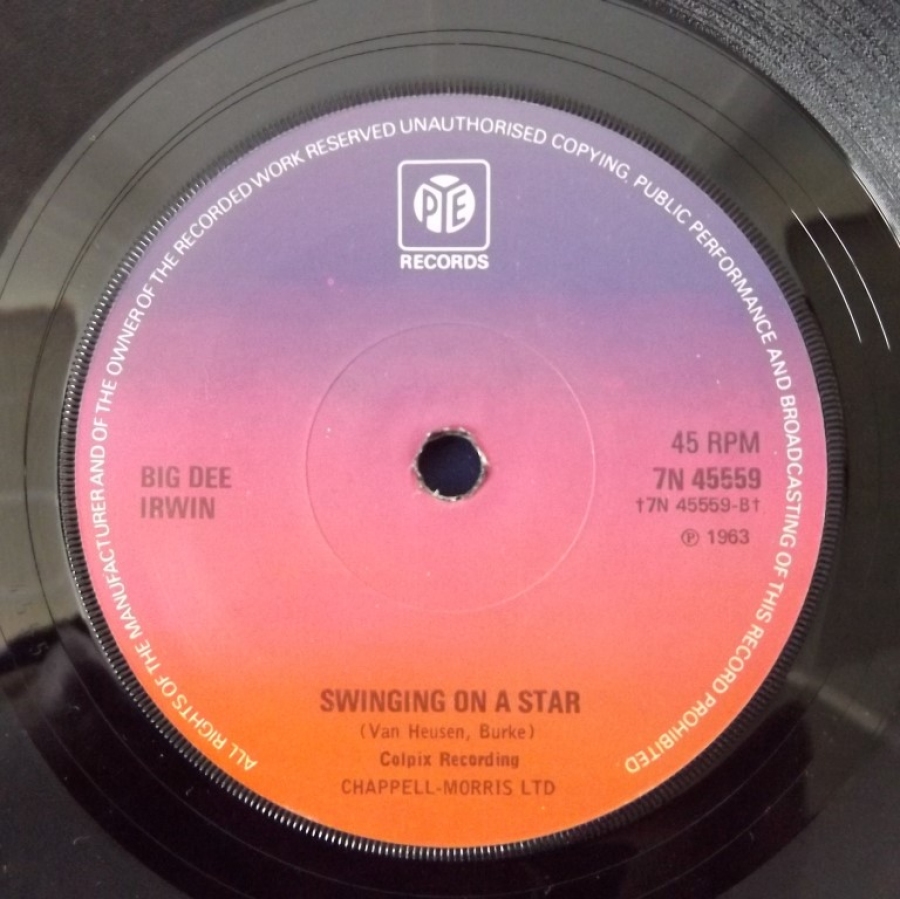 ALL RIGHTS OF THE MANUFACTURER AND OF THE OWNER OF THE RECORDED WORK RESERVED UNAUTHORISED COPYING. PUBLIC PERFORMANCE AND BROADCASTING OF THIS RECORD PROHIBITED
PYE
RECORDS
BIG DEE
IRWIN
45 RPM
7N 45559
†7N 45559-B†
Ⓟ 1963
SWINGING ON A STAR
(Van Heusen, Burke)
Colpix Recording
CHAPPELL-MORRIS LTD